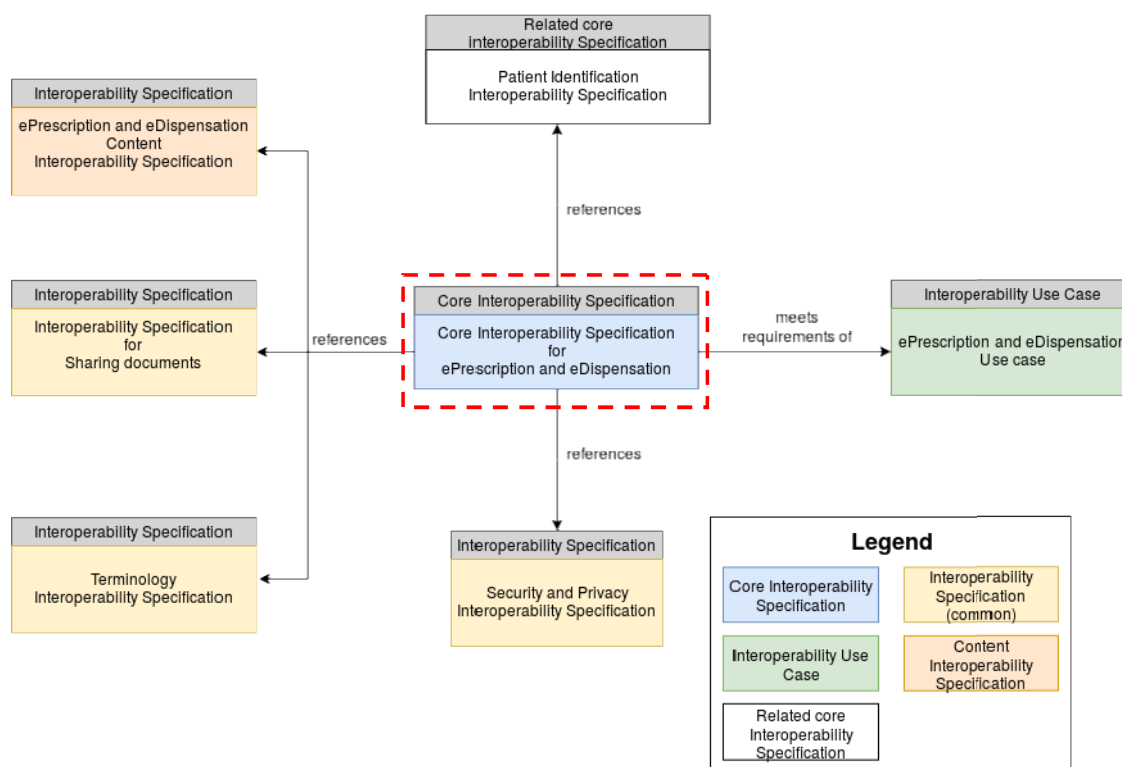 Related core
interoperability Specification
Patient Identification
Interoperability Specification
Interoperability Specification
ePrescription and eDispensation
Content
Interoperability Specification
references
Interoperability Specification
Interoperability Specification
for
Sharing documents
references
Core Interoperability Specification
Core Interoperability Specification
for
ePrescription and eDispensation
meets
requirements of
Interoperability Use Case
ePrescription and eDispensation
Use case
references
Interoperability Specification
Terminology
Interoperability Specification
Interoperability Specification
Security and Privacy
Interoperability Specification
Legend
Core Interoperability
Specification
Interoperability
Specification
(common)
Interoperability Use
Case
Content
Interoperability
Specification
Related core
Interoperability
Specification